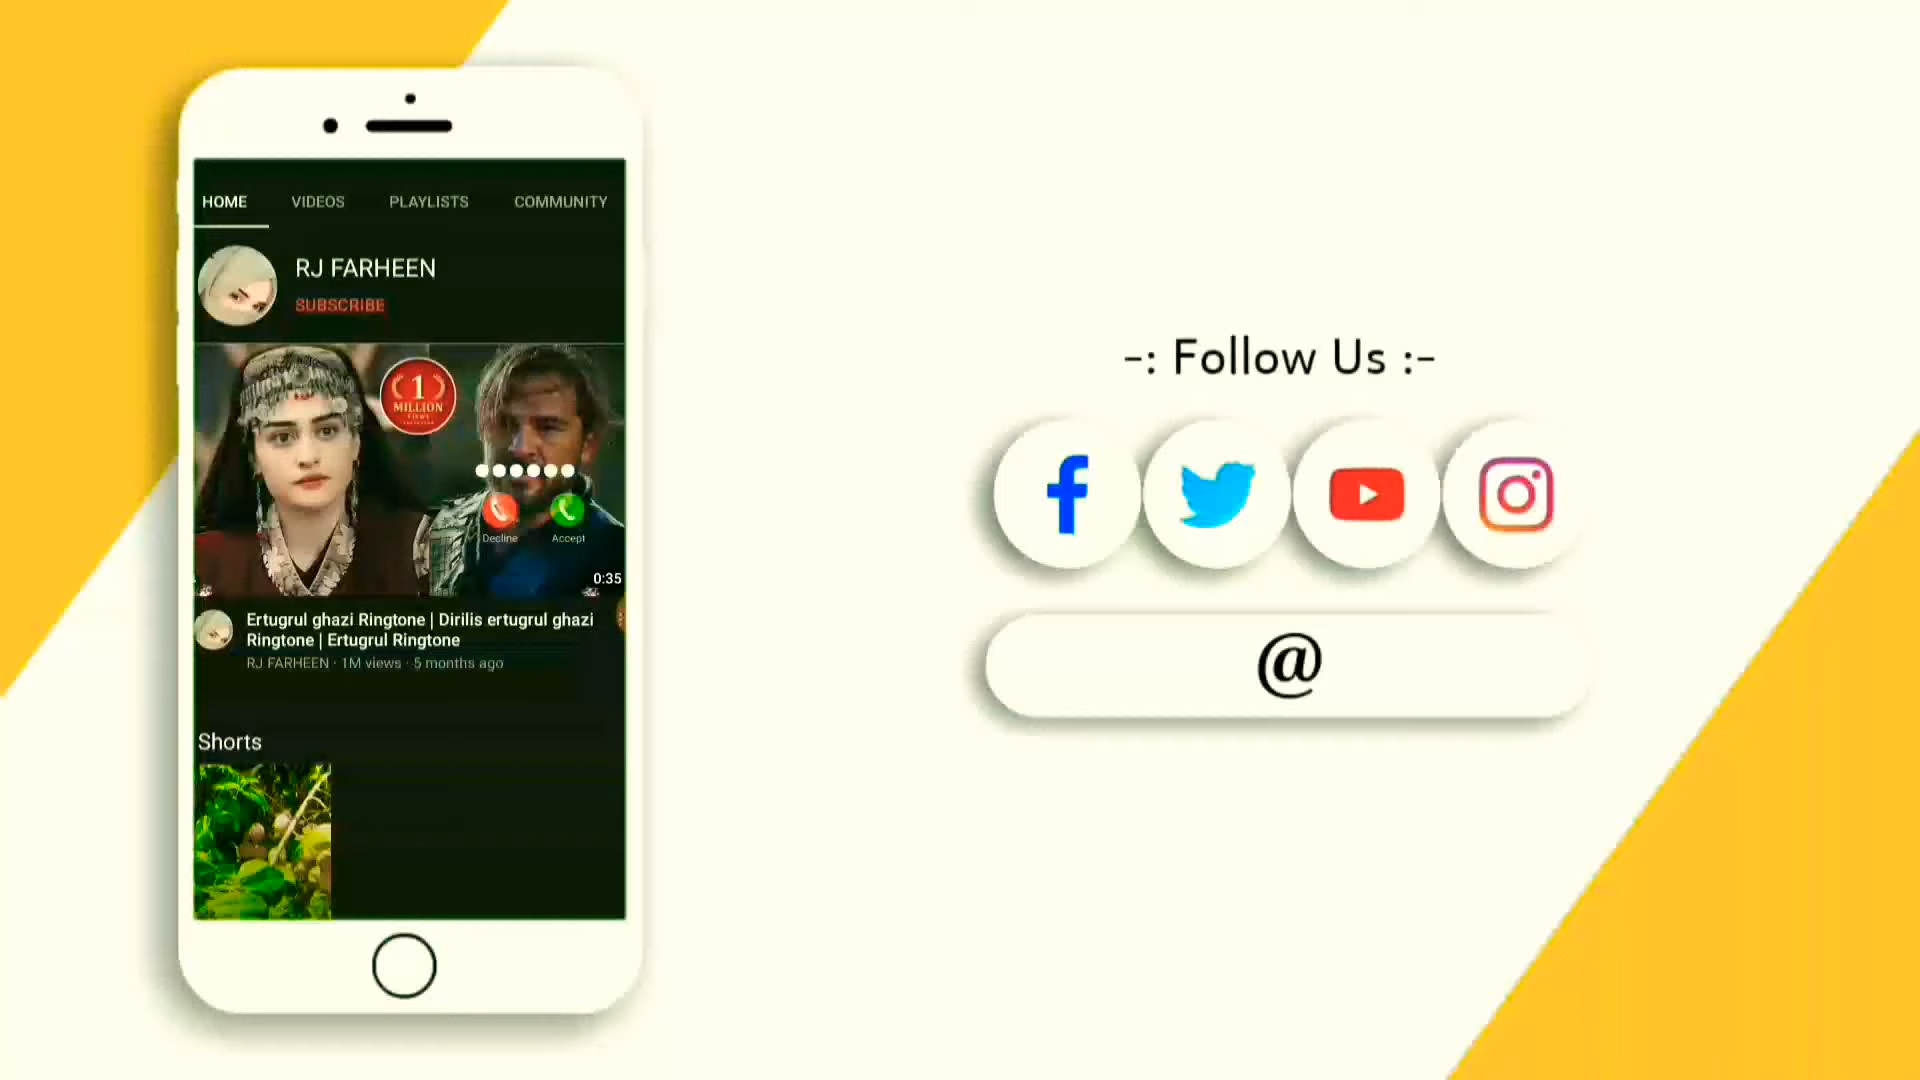 HOME VIDEOS PLAYLISTS COMMUNITY
RJ FARHEEN
SUBSCRIBE
1
MILLION
VIEWS
Decline Accept
0:35
Ertugrul ghazi Ringtone | Dirilis ertugrul ghazi
Ringtone | Ertugrul Ringtone
RJ FARHEEN · 1M views · 5 months ago
Shorts
-: Follow Us :-
@